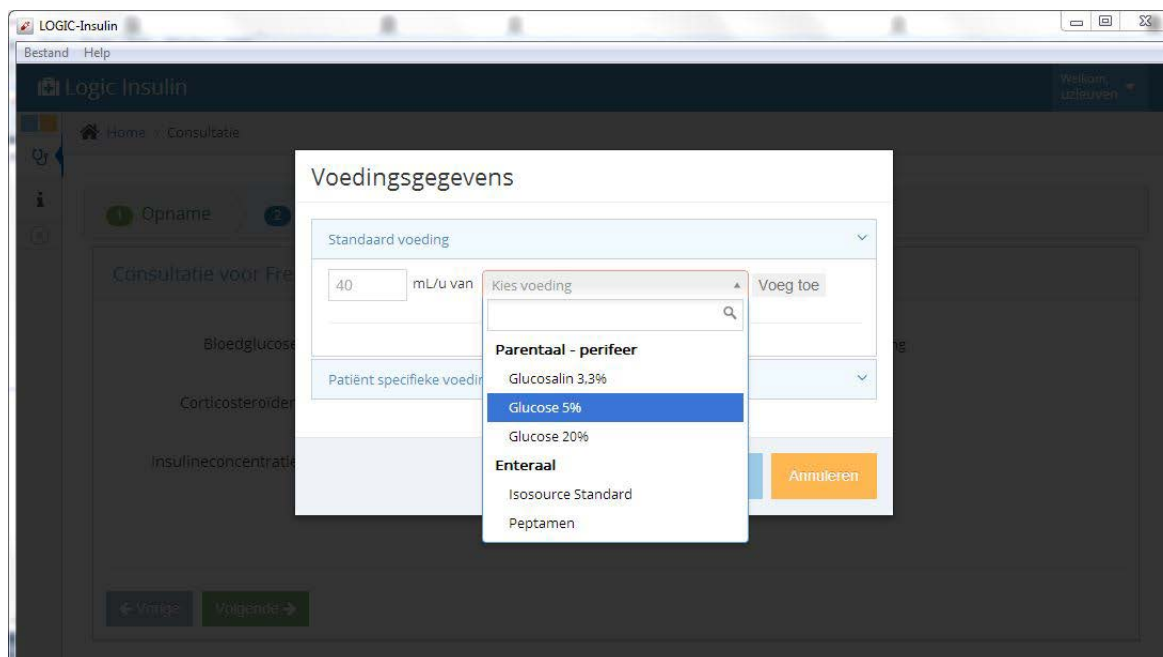 LOGIC-Insulin
Bestand Help
Logic Insulin
Welkom,
uzleuven
Home Consultatie
Voedingsgegevens
1 Opname 2
Standaard voeding
Consultatie voor Fre
40 mL/u van Kies voeding Voeg toe
Bloedglucose
Parentaal - perifeer
Patiënt specifieke voedin
Glucosalin 3,3%
Corticosteroïden
Glucose 5%
Glucose 20%
Insulineconcentratie
Enteraal
Annuleren
Isosource Standard
Peptamen
Vorige Volgende